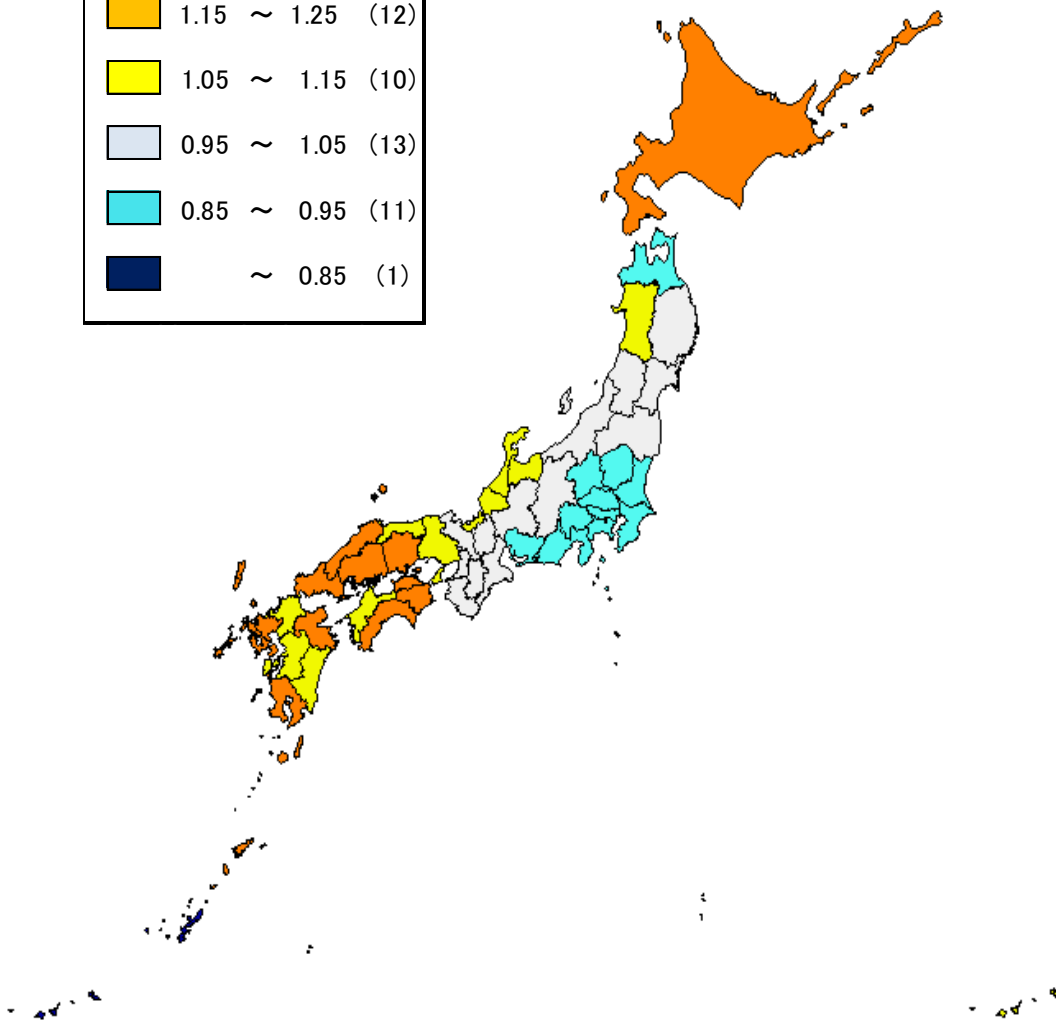 1.15 ～ 1.25 （12）
1.05 ～ 1.15 （10）
0.95 ～ 1.05 （13）
0.85 ～ 0.95 （11）
～ 0.85 （1）